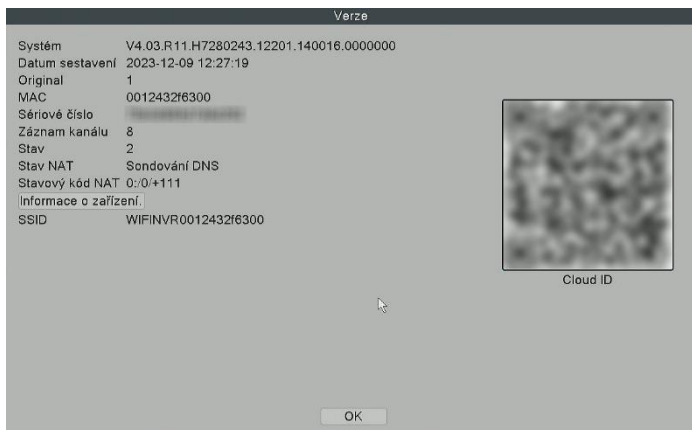 Verze
Systém V4.03.R11.H7280243.12201.140016.0000000
Datum sestavení 2023-12-09 12:27:19
Original 1
MAC 0012432f6300
Sériové číslo
Záznam kanálu 8
Stav 2
Stav NAT Sondování DNS
Stavový kód NAT 0:/0/+111
Informace o zařízení.
SSID WIFINVR0012432f6300
Cloud ID
OK